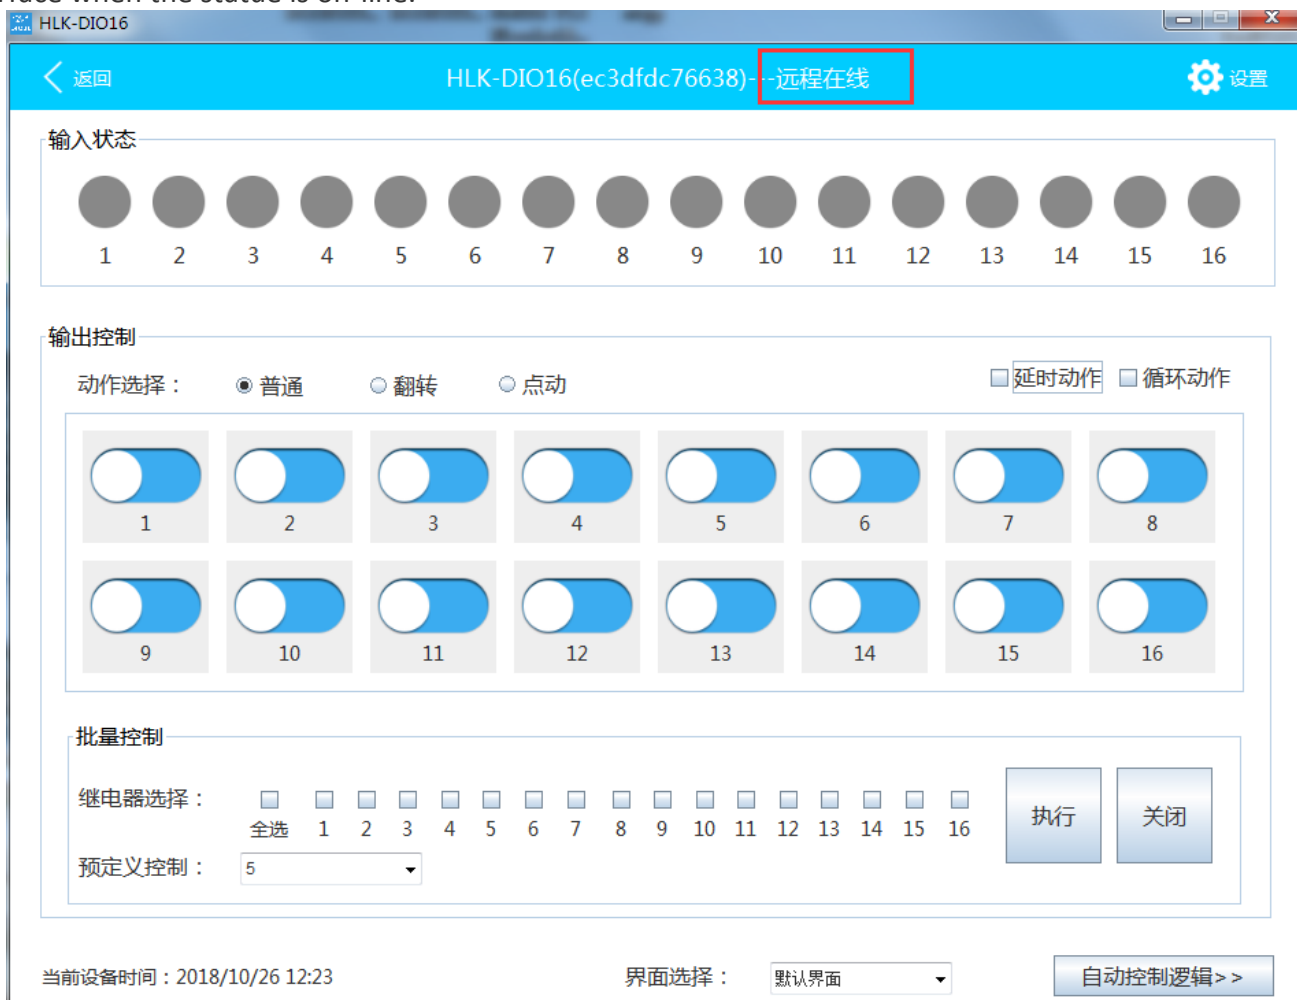 when the statue is off-line.
HLK-DIO16
返回
HLK-DIO16(ec3dfdc76638)---远程在线
设置
输入状态
1 2 3 4 5 6 7 8 9 10 11 12 13 14 15 16
输出控制
动作选择： 普通 翻转 点动 延时动作 循环动作
1 2 3 4 5 6 7 8
9 10 11 12 13 14 15 16
批量控制
继电器选择：
全选 1 2 3 4 5 6 7 8 9 10 11 12 13 14 15 16
执行 关闭
预定义控制： 5
当前设备时间：2018/10/26 12:23 界面选择： 默认界面 自动控制逻辑>>